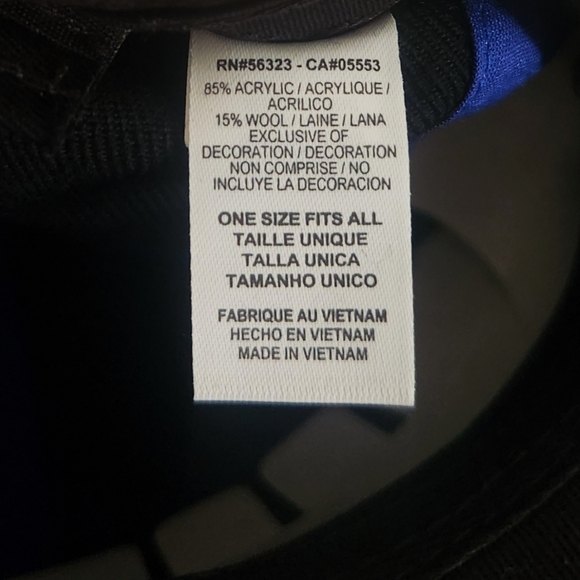 RN#56323 - CA#05553
85% ACRYLIC / ACRYLIQUE /
ACRILICO
15% WOOL / LAINE / LANA
EXCLUSIVE OF
DECORATION / DECORATION
NON COMPRISE / NO
INCLUYE LA DECORACION
ONE SIZE FITS ALL
TAILLE UNIQUE
TALLA UNICA
TAMANHO UNICO
FABRIQUE AU VIETNAM
HECHO EN VIETNAM
MADE IN VIETNAM